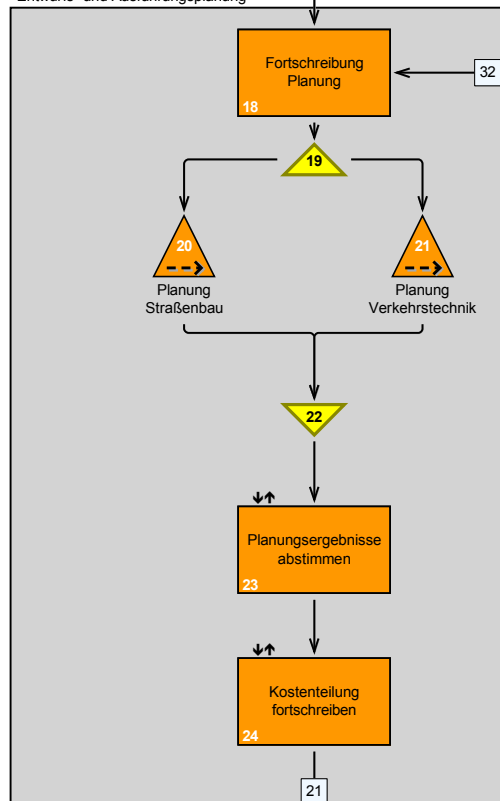 Entwurfs- und Ausführungsplanung
Fortschreibung
Planung
18
32
19
20
21
Planung
Straßenbau
Planung
Verkehrstechnik
22
Planungsergebnisse
abstimmen
23
Kostenteilung
fortschreiben
24
21